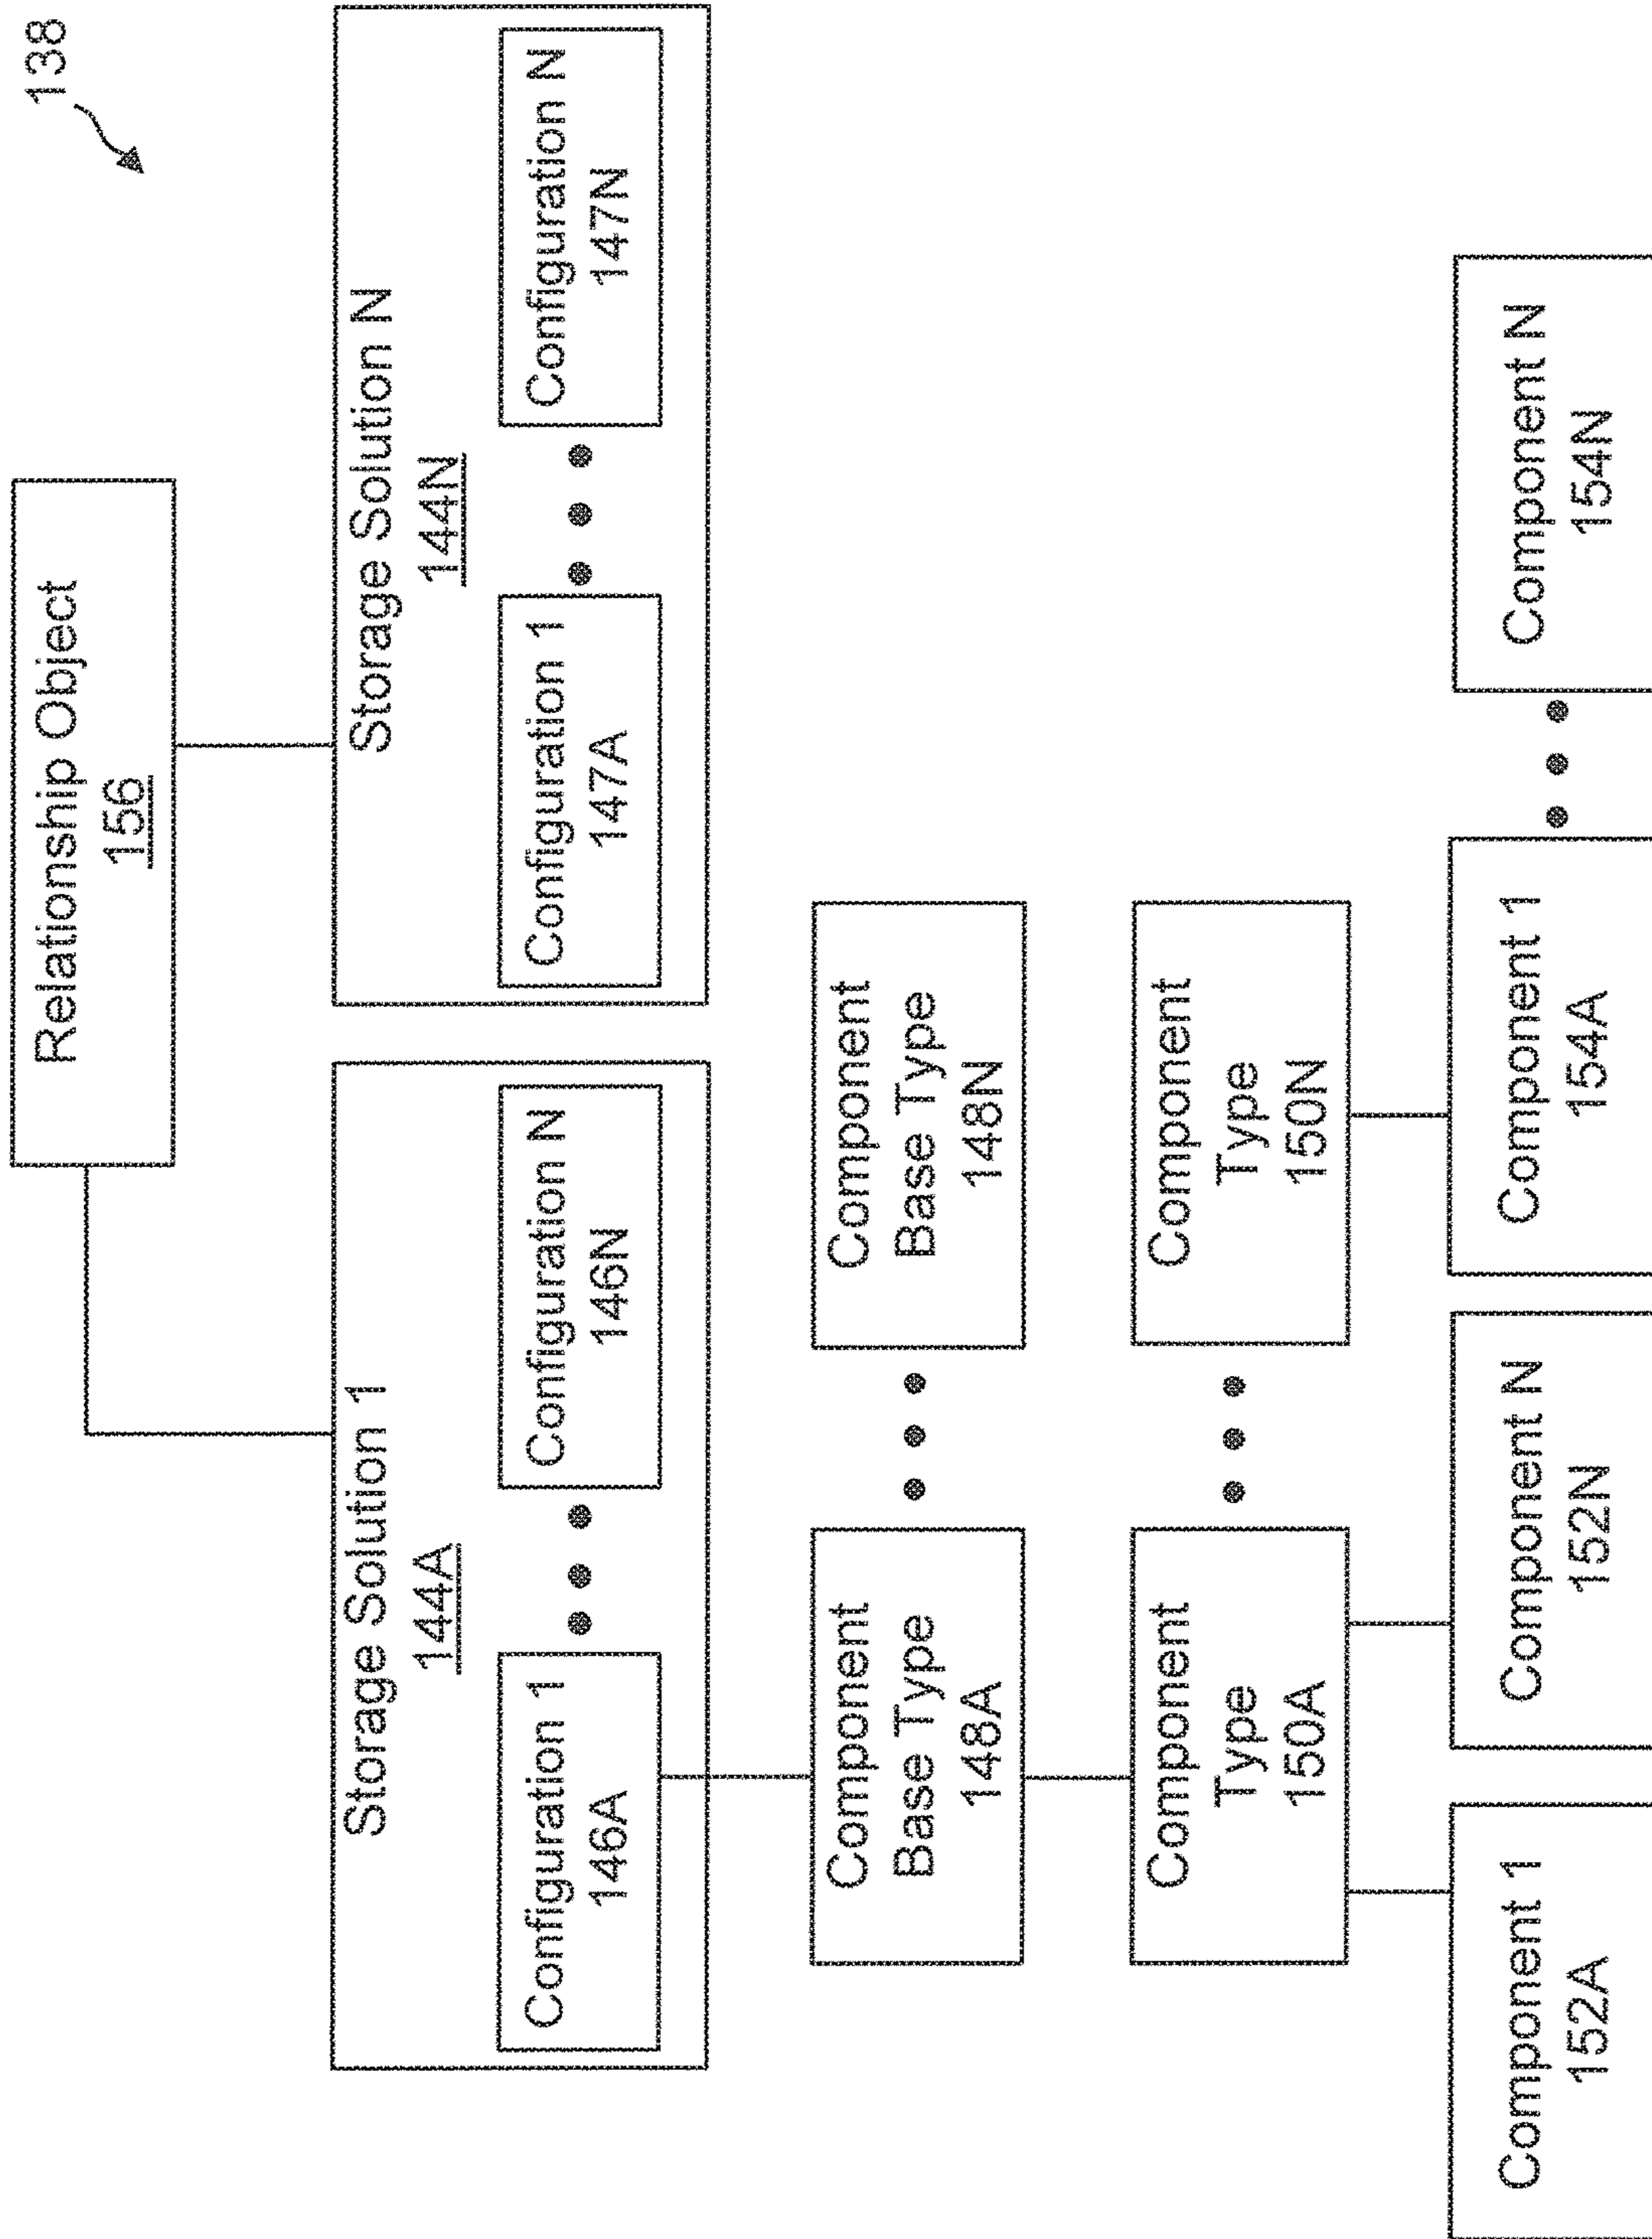 138
Relationship Object
156
Storage Solution 1
144A
Configuration 1
146A
Configuration N
146N
Storage Solution N
144N
Configuration 1
147A
Configuration N
147N
Component
Base Type
148A
Component
Base Type
148N
Component
Type
150A
Component
Type
150N
Component 1
152A
Component N
152N
Component 1
154A
Component N
154N